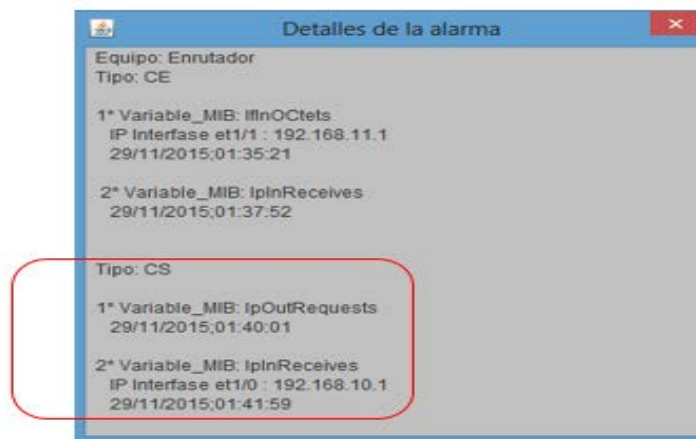 Detalles de la alarma
Equipo: Enrutador
Tipo: CE
1* Variable_MIB: IfInOCtets
IP Interfase et1/1 : 192.168.11.1
29/11/2015;01:35:21
2* Variable_MIB: IpInReceives
29/11/2015;01:37:52
Tipo: CS
1* Variable_MIB: IpOutRequests
29/11/2015;01:40:01
2* Variable_MIB: IpInReceives
IP Interfase et1/0 : 192.168.10.1
29/11/2015;01:41:59